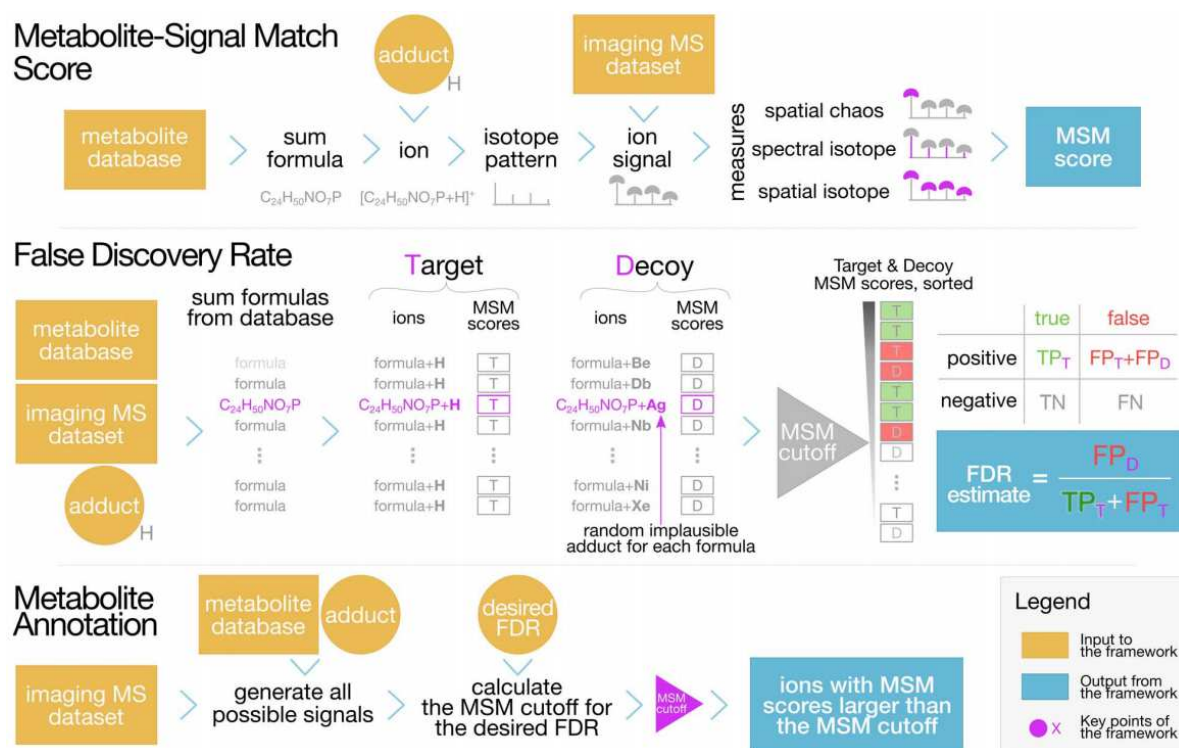 Metabolite-Signal Match
Score
adduct
H
imaging MS
dataset
metabolite
database
sum
formula
C₂₄H₅₀NO₇P
ion
[C₂₄H₅₀NO₇P+H]⁺
isotope
pattern
ion
signal
measures
spatial chaos
spectral isotope
spatial isotope
MSM
score
False Discovery Rate
metabolite
database
imaging MS
dataset
adduct
H
sum formulas
from database
formula
formula
C₂₄H₅₀NO₇P
formula
⋮
formula
formula
Target
ions
MSM
scores
formula+H T
formula+H T
C₂₄H₅₀NO₇P+H T
formula+H T
⋮ ⋮
formula+H T
formula+H T
Decoy
ions
MSM
scores
formula+Be D
formula+Db D
C₂₄H₅₀NO₇P+Ag D
formula+Nb D
⋮ ⋮
formula+Ni D
formula+Xe D
random implausible
adduct for each formula
MSM
cutoff
Target & Decoy
MSM scores, sorted
T
T
T
D
T
T
D
D
⋮
T
D
true false
positive TP_T FP_T+FP_D
negative TN FN
FDR
estimate
=
FP_D
TP_T+FP_T
Metabolite
Annotation
imaging MS
dataset
metabolite
database
adduct
generate all
possible signals
desired
FDR
calculate
the MSM cutoff for
the desired FDR
MSM
cutoff
ions with MSM
scores larger than
the MSM cutoff
Legend
Input to
the framework
Output from
the framework
x
Key points of
the framework